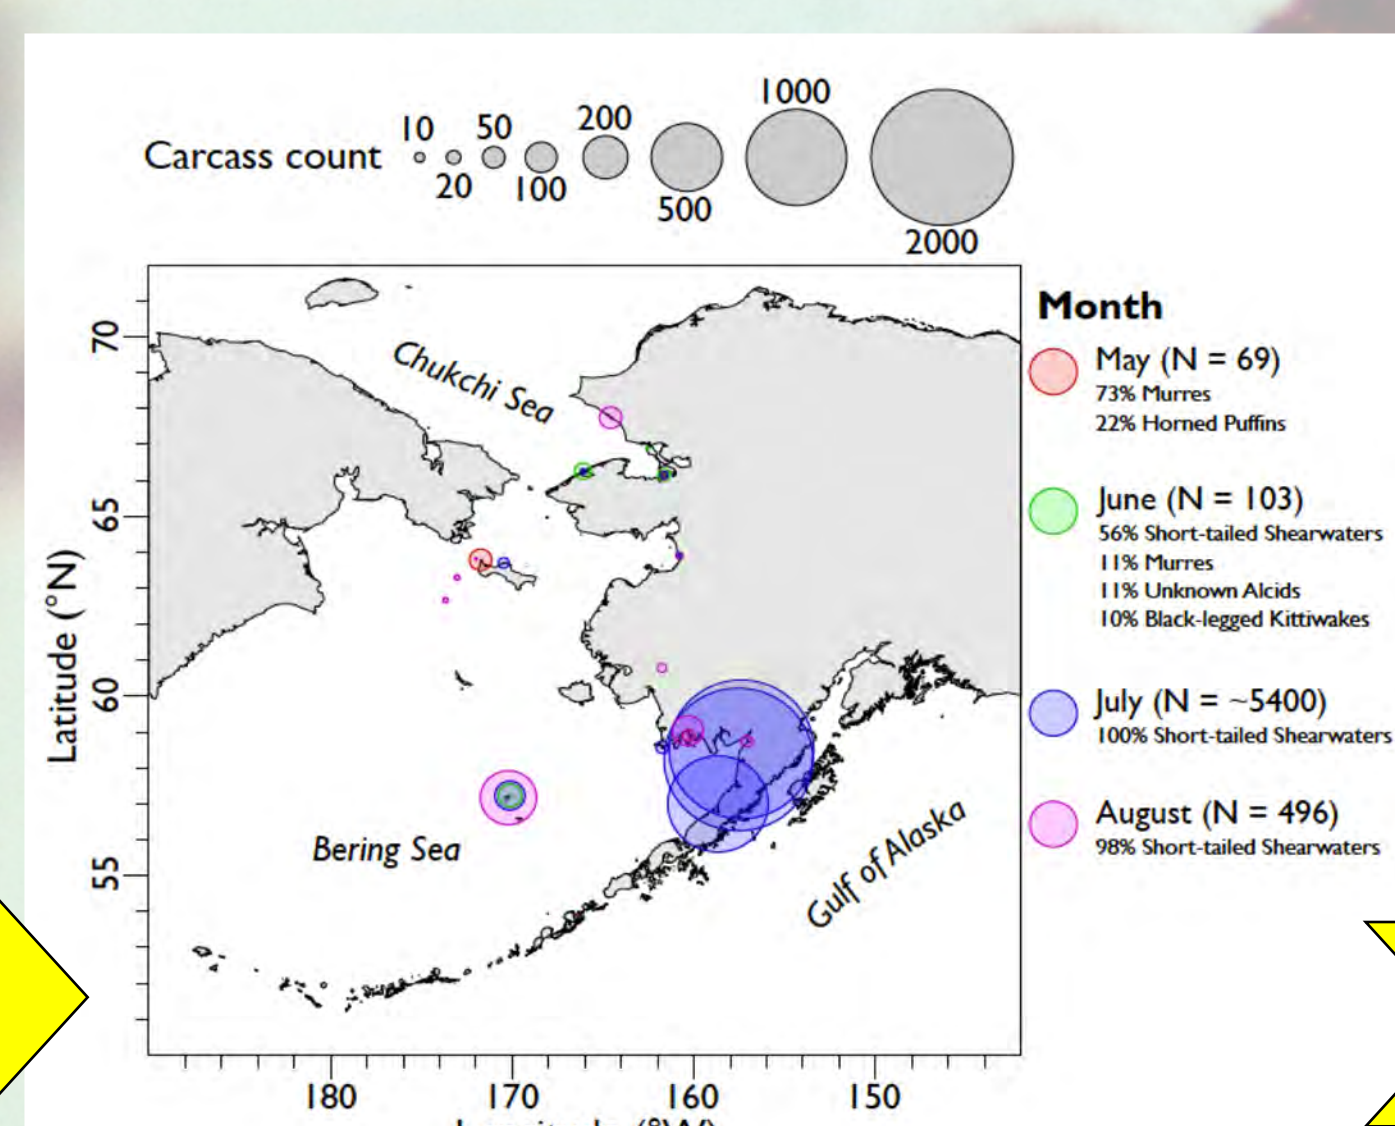 1000
10 50 200
Carcass count
20 100 500
2000
Month
May (N = 69)
73% Murres
22% Horned Puffins
June (N = 103)
56% Short-tailed Shearwaters
11% Murres
11% Unknown Alcids
10% Black-legged Kittiwakes
July (N = ~5400)
100% Short-tailed Shearwaters
August (N = 496)
98% Short-tailed Shearwaters
Chukchi Sea
Bering Sea
Gulf of Alaska
Latitude (°N)
70
65
60
55
180 170 160 150